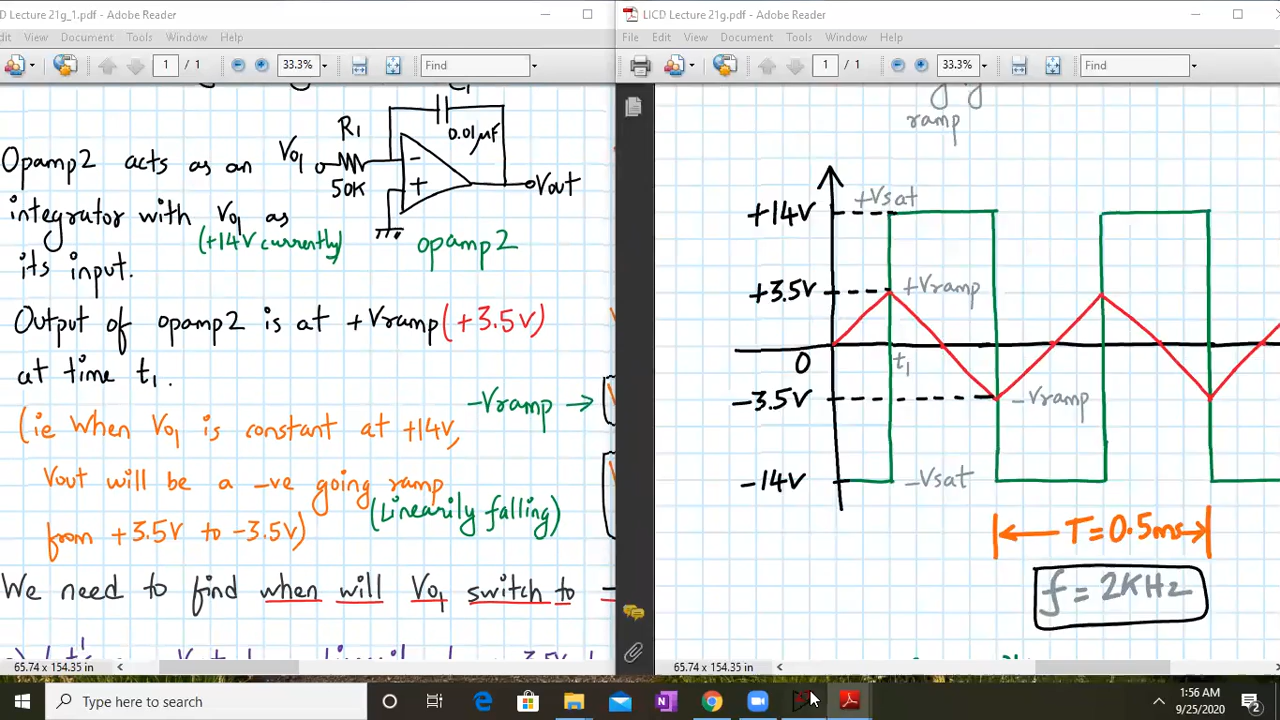 CD Lecture 21g_1.pdf - Adobe Reader
View Document Tools Window Help
1 / 1 33.3% Find
R1
0.01µF
Opamp2 acts as an Vo1
50K
Vout
integrator with Vo1 as
(+14V currently)
opamp2
its input.
Output of opamp2 is at +Vramp (+3.5V)
at time t1.
-Vramp →
(ie When Vo1 is constant at +14V,
Vout will be a -ve going ramp
(Linearily falling)
from +3.5V to -3.5V)
We need to find when will Vo1 switch to
65.74 x 154.35 in
LiCD Lecture 21g.pdf - Adobe Reader
File Edit View Document Tools Window Help
1 / 1 33.3% Find
ramp
+Vsat
+14V
+3.5V
+Vramp
0
t1
-3.5V
-Vramp
-14V
-Vsat
T=0.5ms
f = 2KHz
65.74 x 154.35 in
Type here to search
1:56 AM
9/25/2020
2